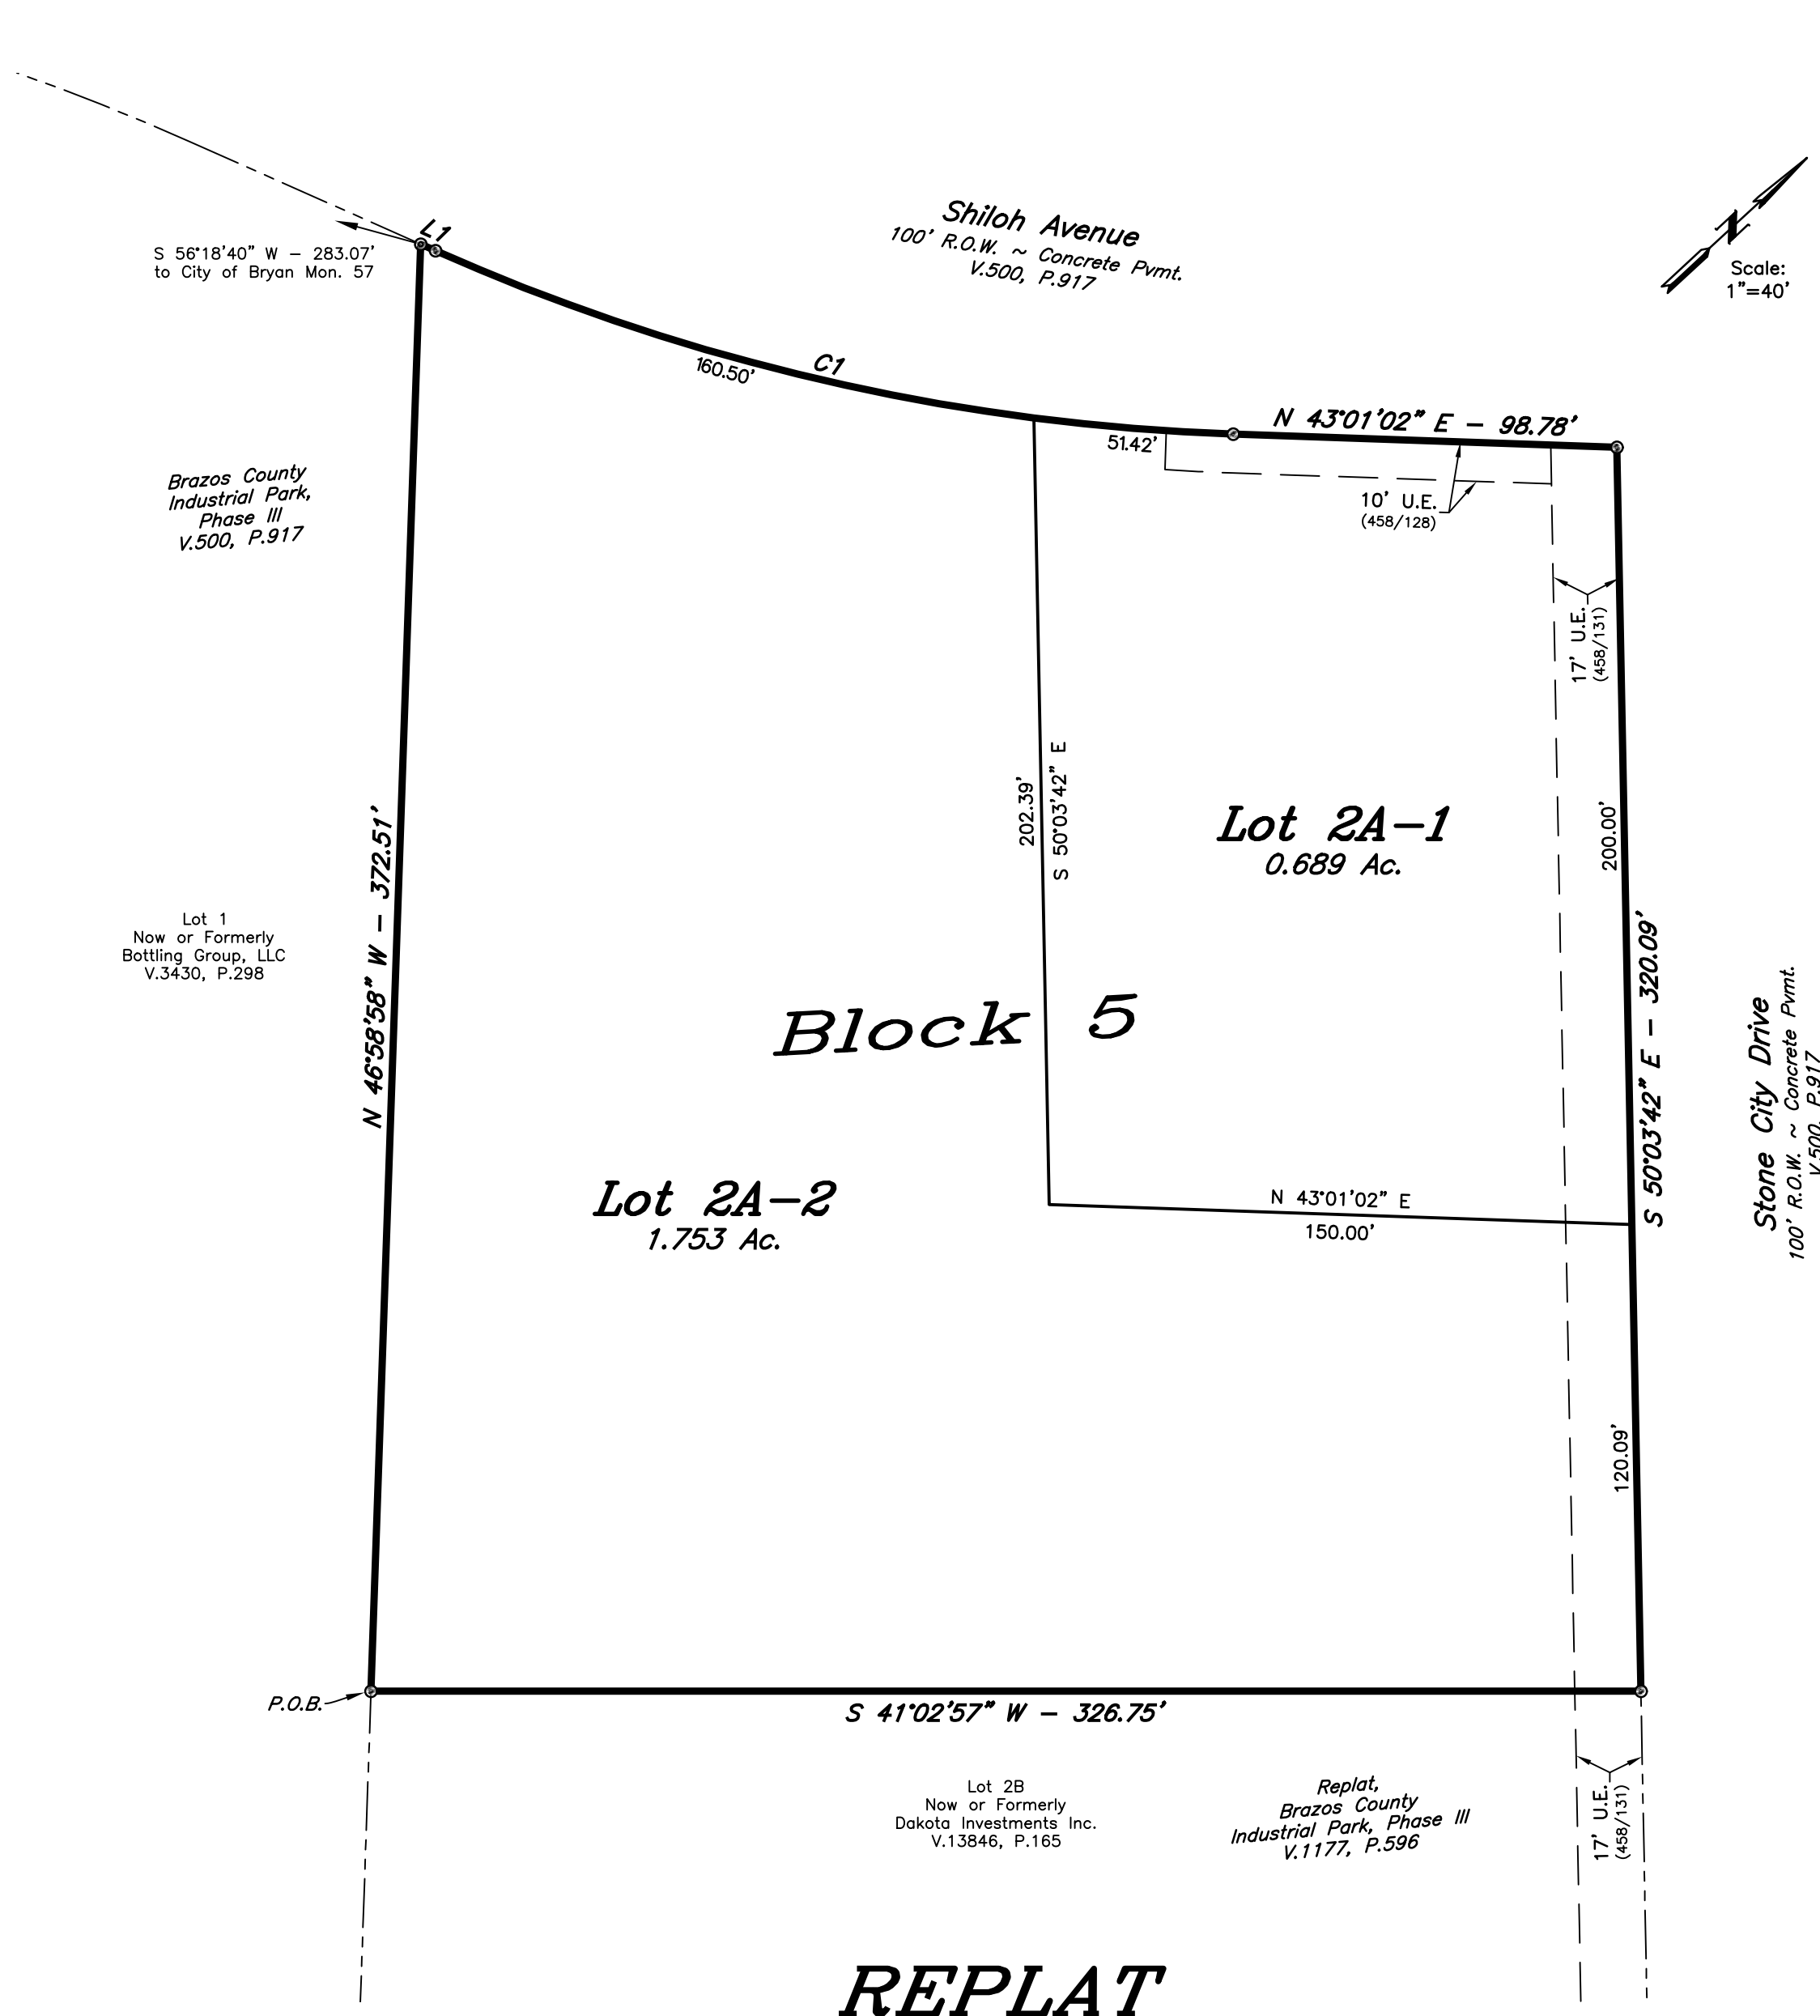 Shiloh Avenue
100' R.O.W. ~ Concrete Pvmt.
V.500, P.917
N
Scale:
1"=40'
L1
S 56°18'40" W – 283.07'
to City of Bryan Mon. 57
C1
160.50'
N 43°01'02" E – 98.78'
51.42'
10' U.E.
(458/128)
Brazos County
Industrial Park,
Phase III
V.500, P.917
17' U.E.
(458/131)
202.39'
S 50°03'42" E
Lot 2A–1
0.689 Ac.
200.00'
N 46°58'58" W – 372.51'
Lot 1
Now or Formerly
Bottling Group, LLC
V.3430, P.298
Block 5
S 50°03'42" E – 320.09'
Stone City Drive
100' R.O.W. ~ Concrete Pvmt.
V.500, P.917
Lot 2A–2
1.753 Ac.
N 43°01'02" E
150.00'
120.09'
P.O.B.
S 41°02'57" W – 326.75'
Lot 2B
Now or Formerly
Dakota Investments Inc.
V.13846, P.165
Replat,
Brazos County
Industrial Park, Phase III
V.1177, P.596
17' U.E.
(458/131)
REPLAT